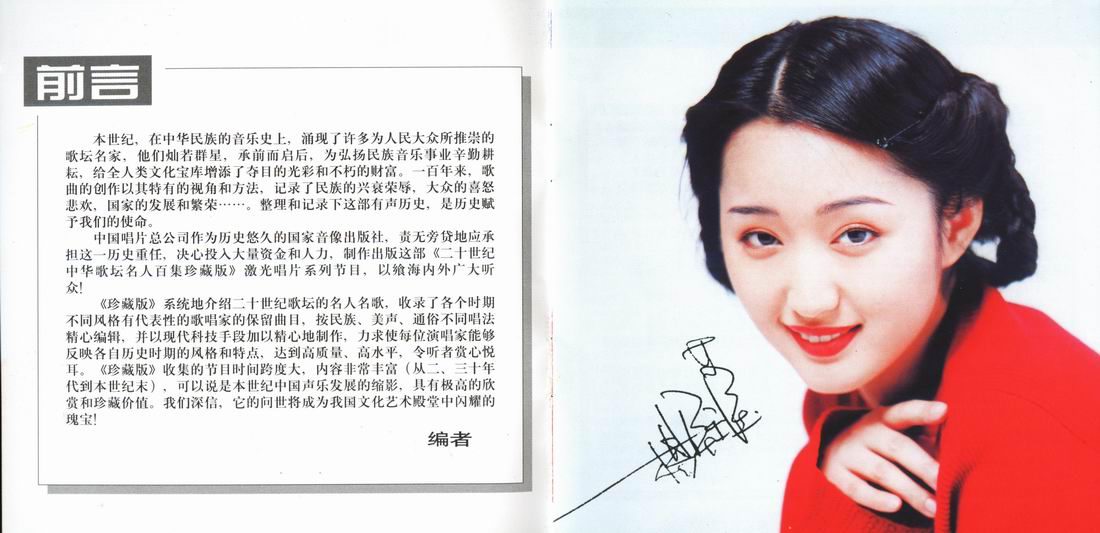 前言
本世纪，在中华民族的音乐史上，涌现了许多为人民大众所推崇的
歌坛名家，他们灿若群星，承前而启后，为弘扬民族音乐事业辛勤耕
耘，给全人类文化宝库增添了夺目的光彩和不朽的财富。一百年来，歌
曲的创作以其特有的视角和方法，记录了民族的兴衰荣辱，大众的喜怒
悲欢，国家的发展和繁荣……。整理和记录下这部有声历史，是历史赋
予我们的使命。
中国唱片总公司作为历史悠久的国家音像出版社，责无旁贷地应承
担这一历史重任，决心投入大量资金和人力，制作出版这部《二十世纪
中华歌坛名人百集珍藏版》激光唱片系列节目，以飨海内外广大听
众！
《珍藏版》系统地介绍二十世纪歌坛的名人名歌，收录了各个时期
不同风格有代表性的歌唱家的保留曲目，按民族、美声、通俗不同唱法
精心编辑，并以现代科技手段加以精心地制作，力求使每位演唱家能够
反映各自历史时期的风格和特点，达到高质量、高水平，令听者赏心悦
耳。《珍藏版》收集的节目时间跨度大，内容非常丰富（从二、三十年
代到本世纪末），可以说是本世纪中国声乐发展的缩影，具有极高的欣
赏和珍藏价值。我们深信，它的问世将成为我国文化艺术殿堂中闪耀的
瑰宝！
编者